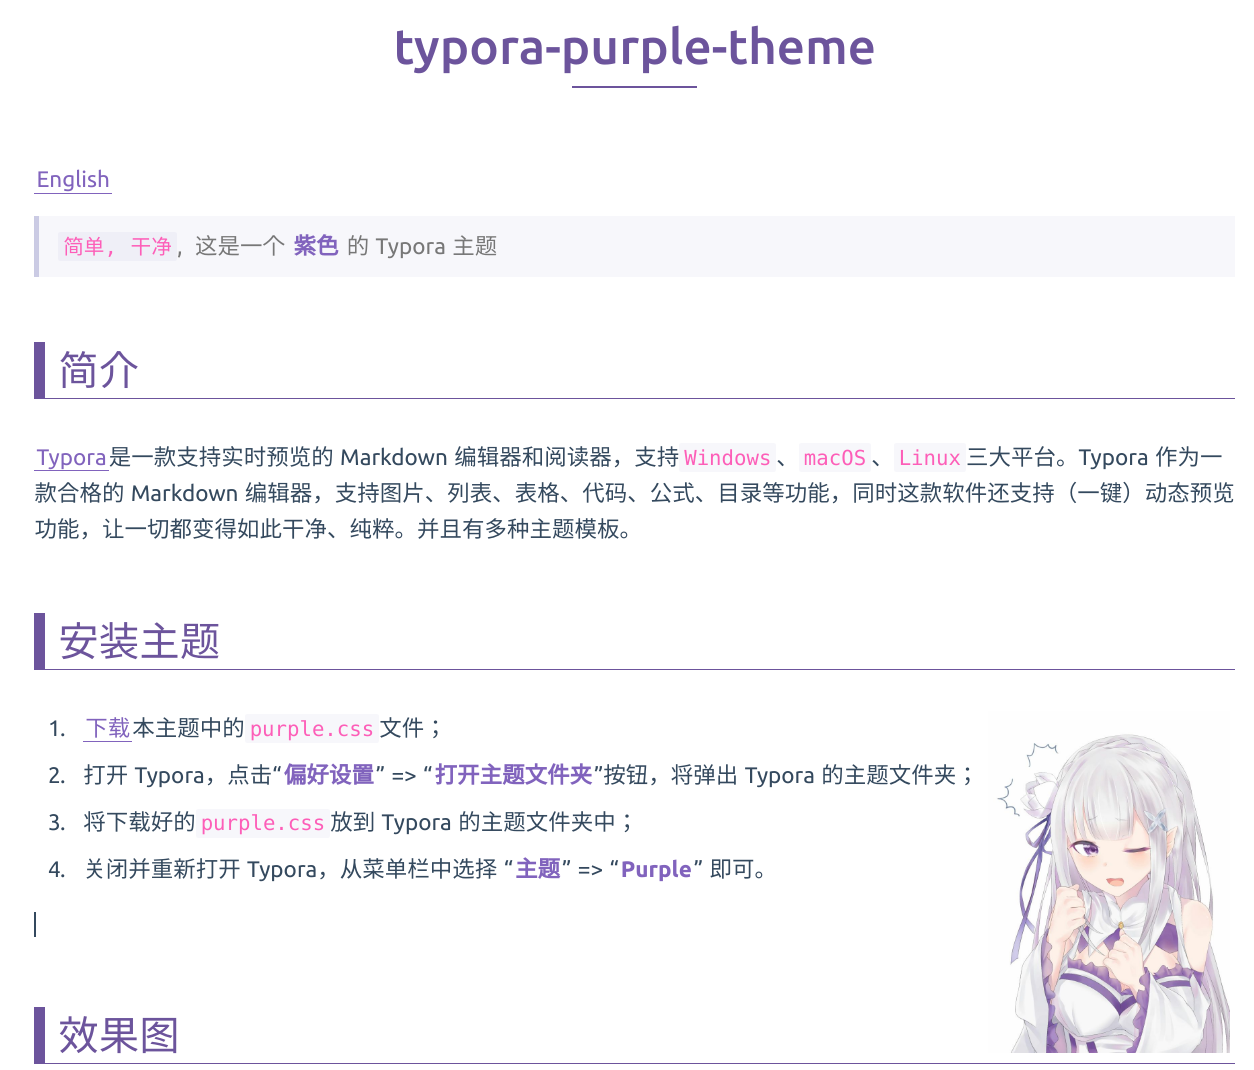 typora-purple-theme
English
简单，干净，这是一个 紫色 的 Typora 主题
简介
Typora是一款支持实时预览的 Markdown 编辑器和阅读器，支持Windows、macOS、Linux三大平台。Typora 作为一
款合格的 Markdown 编辑器，支持图片、列表、表格、代码、公式、目录等功能，同时这款软件还支持（一键）动态预览
功能，让一切都变得如此干净、纯粹。并且有多种主题模板。
安装主题
1. 下载本主题中的purple.css文件；
2. 打开 Typora，点击“偏好设置” => “打开主题文件夹”按钮，将弹出 Typora 的主题文件夹；
3. 将下载好的purple.css放到 Typora 的主题文件夹中；
4. 关闭并重新打开 Typora，从菜单栏中选择 “主题” => “Purple” 即可。
效果图